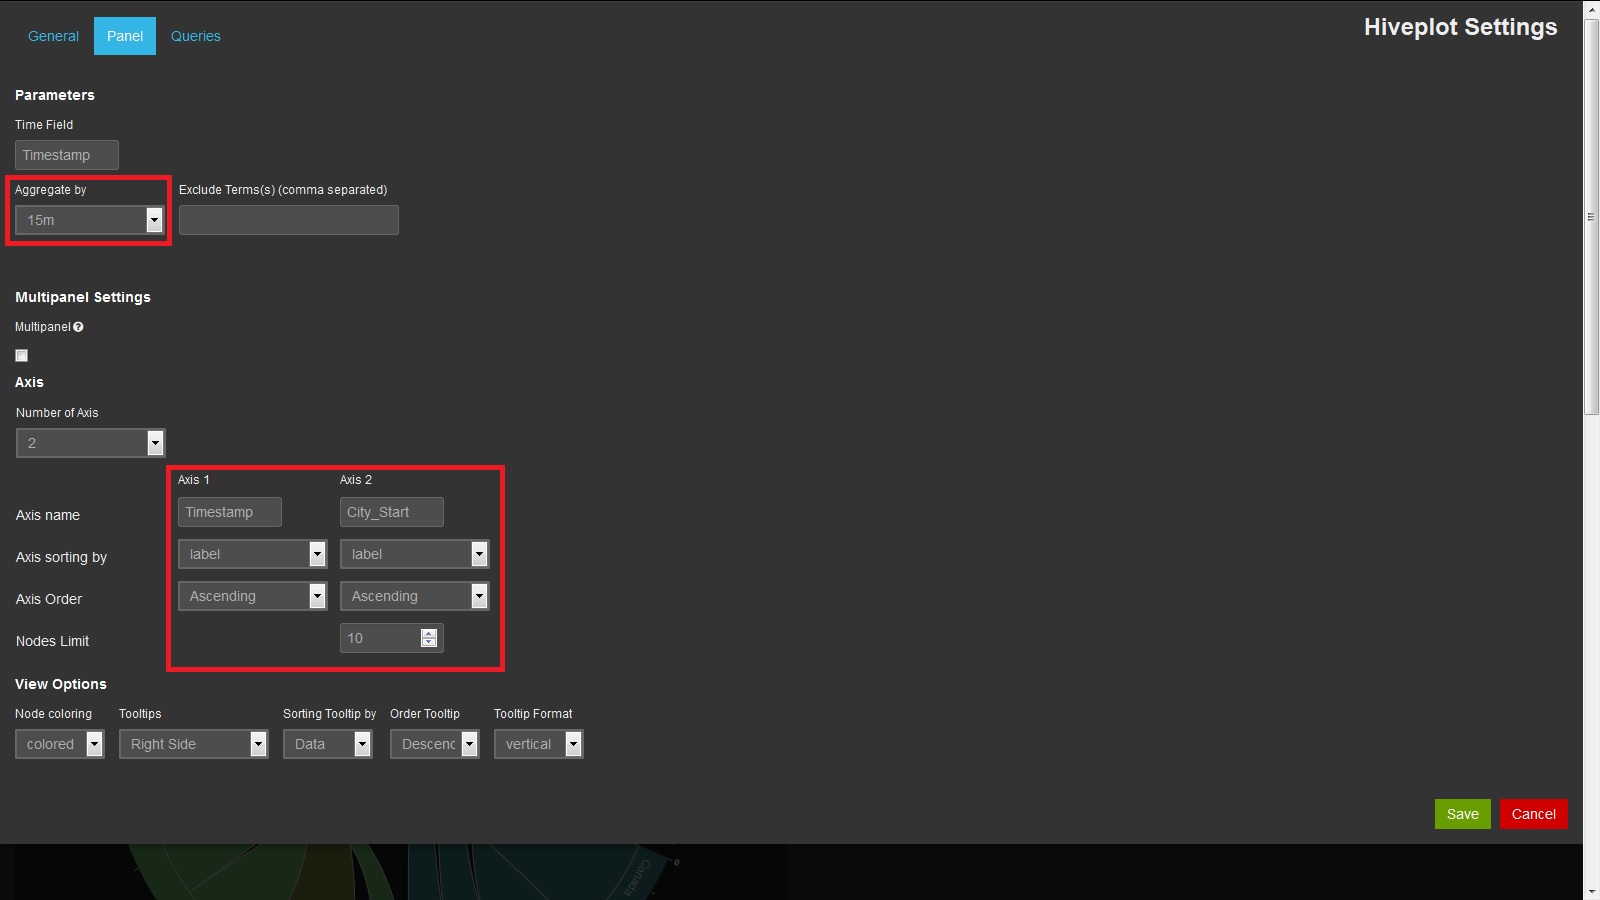 General Panel Queries
Hiveplot Settings
Parameters
Time Field
Timestamp
Aggregate by Exclude Terms(s) (comma separated)
15m
Multipanel Settings
Multipanel
Axis
Number of Axis
2
Axis 1 Axis 2
Axis name Timestamp City_Start
Axis sorting by label label
Axis Order Ascending Ascending
Nodes Limit 10
View Options
Node coloring Tooltips Sorting Tooltip by Order Tooltip Tooltip Format
colored Right Side Data Descenc vertical
Save Cancel
Canada
0